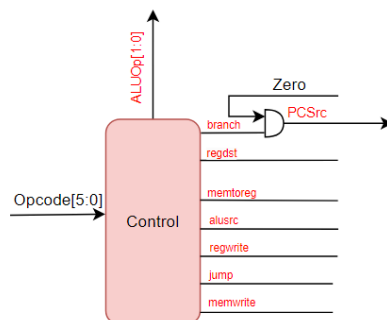 ALUOp[1:0]
Zero
branch
PCSrc
regdst
Opcode[5:0]
Control
memtoreg
alusrc
regwrite
jump
memwrite